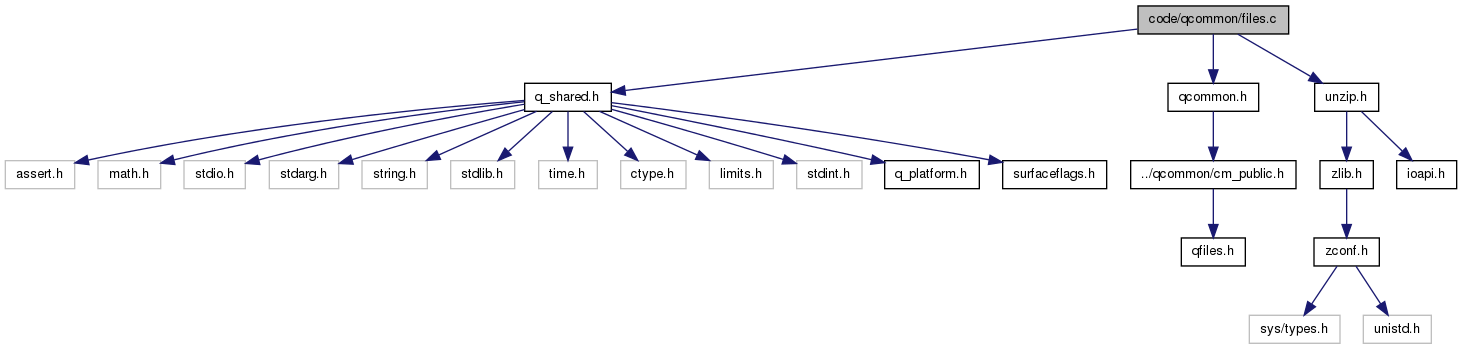 code/qcommon/files.c
q_shared.h
qcommon.h
unzip.h
assert.h
math.h
stdio.h
stdarg.h
string.h
stdlib.h
time.h
ctype.h
limits.h
stdint.h
q_platform.h
surfaceflags.h
../qcommon/cm_public.h
zlib.h
ioapi.h
qfiles.h
zconf.h
sys/types.h
unistd.h